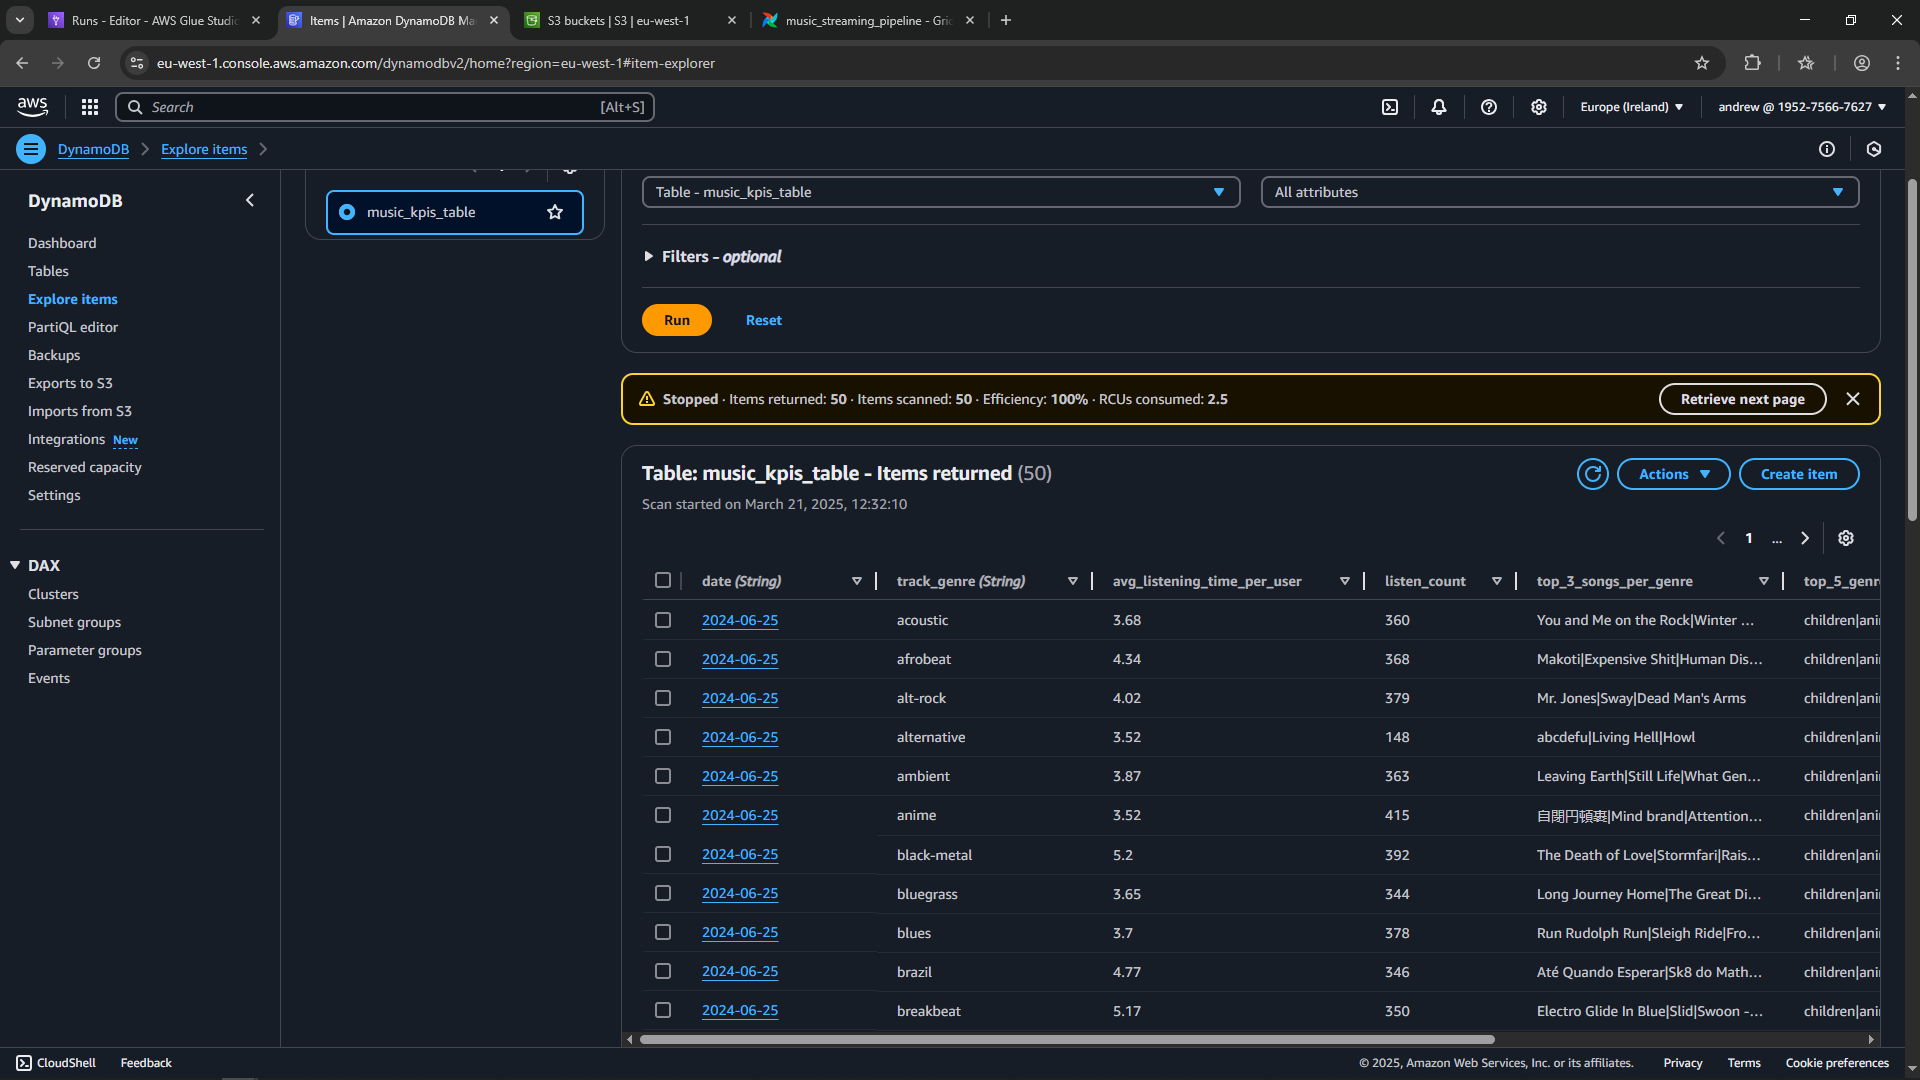 Runs - Editor - AWS Glue Studio
Items | Amazon DynamoDB Ma
S3 buckets | S3 | eu-west-1
music_streaming_pipeline - Grid
eu-west-1.console.aws.amazon.com/dynamodbv2/home?region=eu-west-1#item-explorer
aws
Search
[Alt+S]
Europe (Ireland)
andrew @ 1952-7566-7627
DynamoDB
Explore items
DynamoDB
Dashboard
Tables
Explore items
PartiQL editor
Backups
Exports to S3
Imports from S3
Integrations New
Reserved capacity
Settings
DAX
Clusters
Subnet groups
Parameter groups
Events
music_kpis_table
Table - music_kpis_table
All attributes
Filters - optional
Run
Reset
Stopped · Items returned: 50 · Items scanned: 50 · Efficiency: 100% · RCUs consumed: 2.5
Retrieve next page
Table: music_kpis_table - Items returned (50)
Scan started on March 21, 2025, 12:32:10
Actions
Create item
1 ...
date (String) track_genre (String) avg_listening_time_per_user listen_count top_3_songs_per_genre top_5_genr
2024-06-25 acoustic 3.68 360 You and Me on the Rock|Winter ... children|ani
2024-06-25 afrobeat 4.34 368 Makoti|Expensive Shit|Human Dis... children|ani
2024-06-25 alt-rock 4.02 379 Mr. Jones|Sway|Dead Man's Arms children|ani
2024-06-25 alternative 3.52 148 abcdefu|Living Hell|Howl children|ani
2024-06-25 ambient 3.87 363 Leaving Earth|Still Life|What Gen... children|ani
2024-06-25 anime 3.52 415 自閉円頓裹|Mind brand|Attention... children|ani
2024-06-25 black-metal 5.2 392 The Death of Love|Stormfari|Rais... children|ani
2024-06-25 bluegrass 3.65 344 Long Journey Home|The Great Di... children|ani
2024-06-25 blues 3.7 378 Run Rudolph Run|Sleigh Ride|Fro... children|ani
2024-06-25 brazil 4.77 346 Até Quando Esperar|Sk8 do Math... children|ani
2024-06-25 breakbeat 5.17 350 Electro Glide In Blue|Slid|Swoon -... children|ani
CloudShell
Feedback
© 2025, Amazon Web Services, Inc. or its affiliates.
Privacy
Terms
Cookie preferences